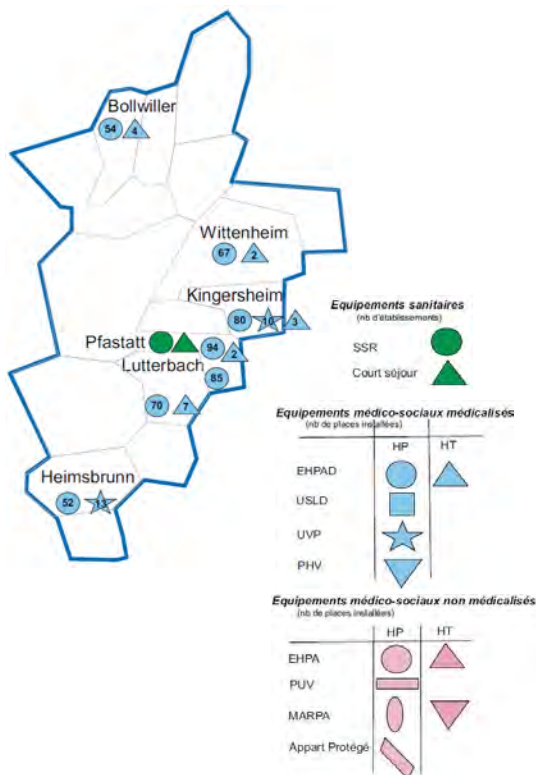 Bollwiller
54 4
Wittenheim
67 2
Kingersheim
80 10 3
Pfastatt
94 2
Lutterbach
85
70 7
Heimsbrunn
52 13
Equipements sanitaires
(nb d'établissements)
SSR
Court séjour
Equipements médico-sociaux médicalisés
(nb de places installées)
HP HT
EHPAD
USLD
UVP
PHV
Equipements médico-sociaux non médicalisés
(nb de places installées)
HP HT
EHPA
PUV
MARPA
Appart Protégé